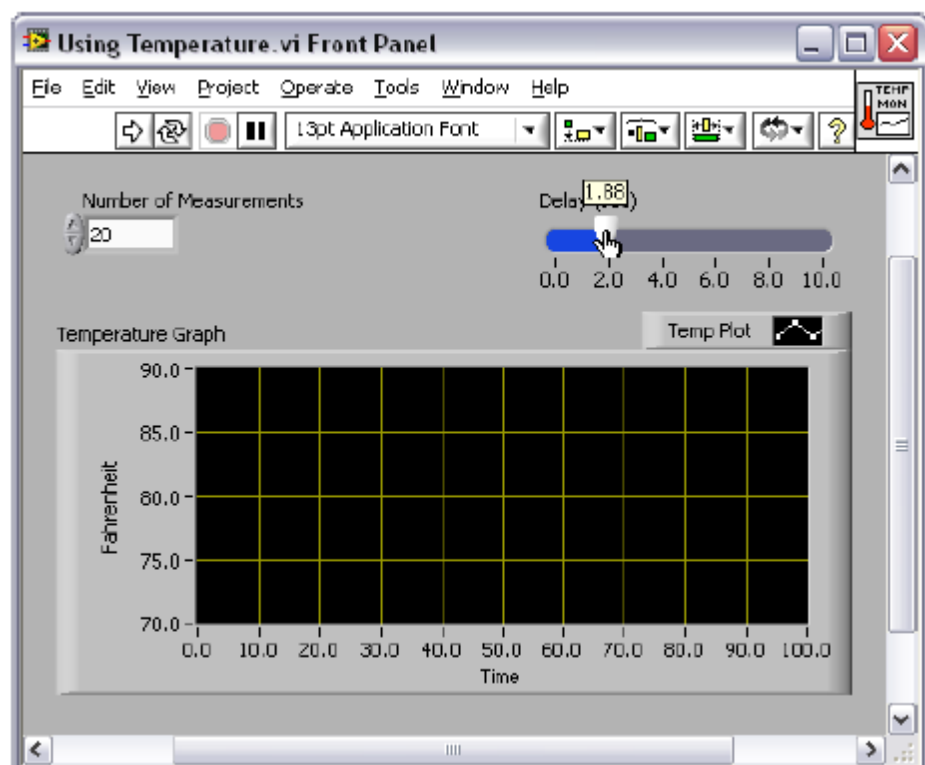 Using Temperature.vi Front Panel
File Edit View Project Operate Tools Window Help
TEMP
MON
13pt Application Font
?
Number of Measurements
20
Delay
1.88
0.0 2.0 4.0 6.0 8.0 10.0
Temperature Graph
Temp Plot
90.0
85.0
80.0
75.0
70.0
Fahrenheit
0.0 10.0 20.0 30.0 40.0 50.0 60.0 70.0 80.0 90.0 100.0
Time